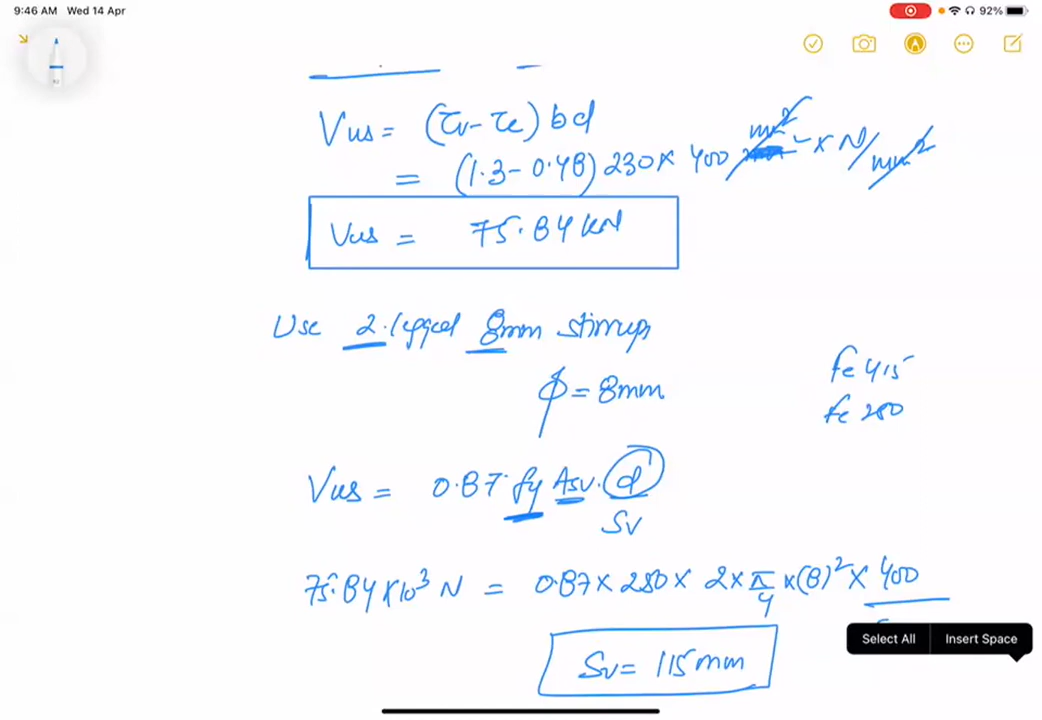 9:46 AM Wed 14 Apr 92%
Vus = (τv - τc) bd
= (1.3 - 0.48) 230 × 400 mm² × N/mm²
Vus = 75.84 kN
Use 2-legged 8mm stirrup
φ = 8mm
fe 415
fe 250
Vus = 0.87 fy Asv. d
Sv
75.84 × 10³ N = 0.87 × 250 × 2 × π/4 × (8)² × 400
Select All Insert Space
Sv = 115 mm